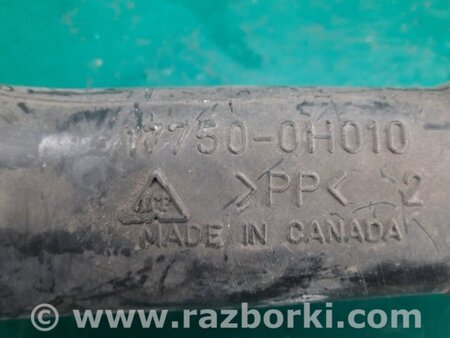 17750-0H010
>PP< 2
MADE IN CANADA
www.razborki.com